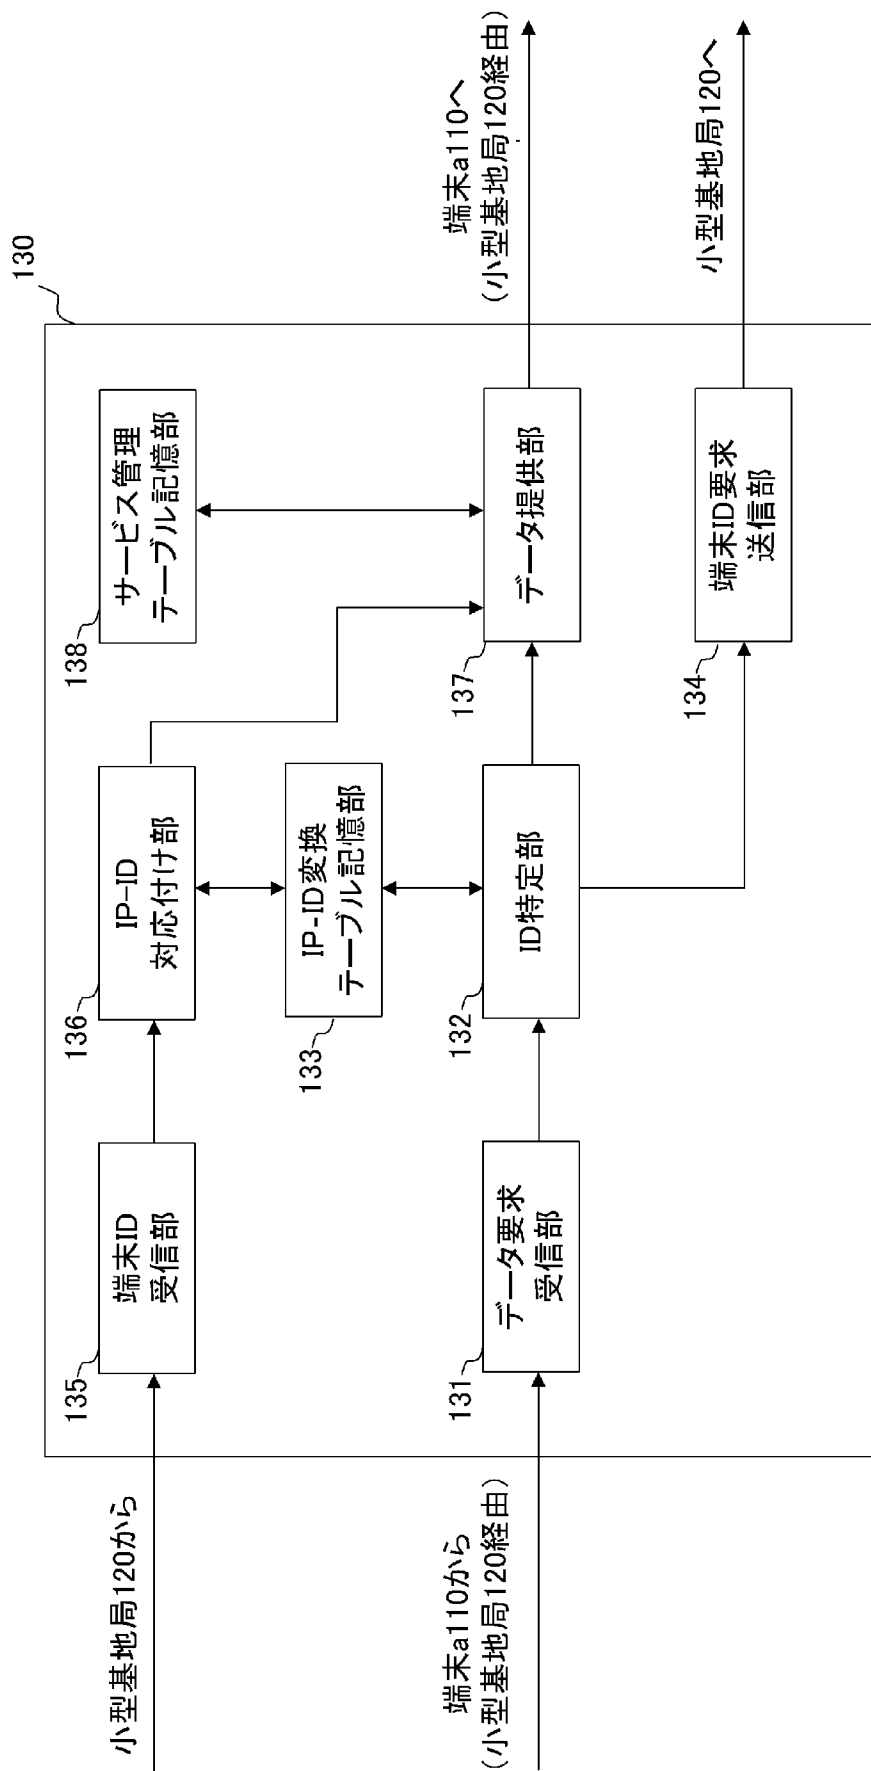 130
小型基地局120から
135
端末ID
受信部
136
IP-ID
対応付け部
138
サービス管理
テーブル記憶部
133
IP-ID変換
テーブル記憶部
端末a110から
(小型基地局120経由)
131
データ要求
受信部
132
ID特定部
137
データ提供部
端末a110へ
(小型基地局120経由)
134
端末ID要求
送信部
小型基地局120へ